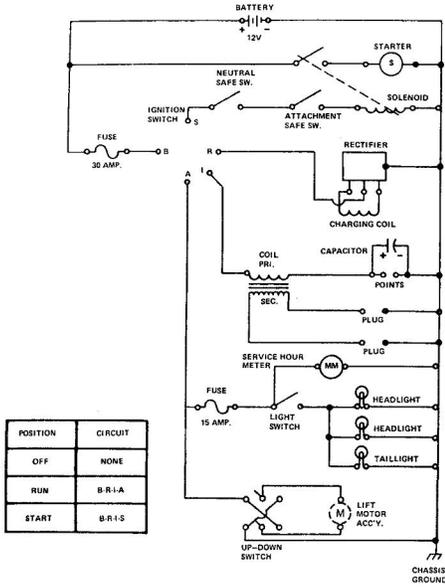 BATTERY
+ −
12V
STARTER
S
NEUTRAL
SAFE SW.
SOLENOID
IGNITION
SWITCH
S
ATTACHMENT
SAFE SW.
FUSE
30 AMP.
B
R
RECTIFIER
A
I
CHARGING COIL
CAPACITOR
+ −
COIL
PRI.
POINTS
SEC.
PLUG
PLUG
SERVICE HOUR
METER
MM
FUSE
15 AMP.
LIGHT
SWITCH
HEADLIGHT
HEADLIGHT
TAILLIGHT
POSITION CIRCUIT
OFF NONE
RUN B-R-I-A
START B-R-I-S
M
LIFT
MOTOR
ACC'Y.
UP-DOWN
SWITCH
CHASSIS
GROUND